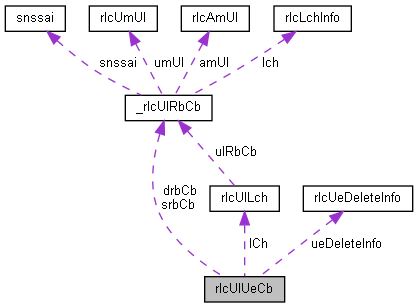 snssai
rlcUmUl
rlcAmUl
rlcLchInfo
snssai
umUl
amUl
lch
_rlcUlRbCb
ulRbCb
drbCb
srbCb
rlcUlLch
rlcUeDeleteInfo
lCh
ueDeleteInfo
rlcUlUeCb